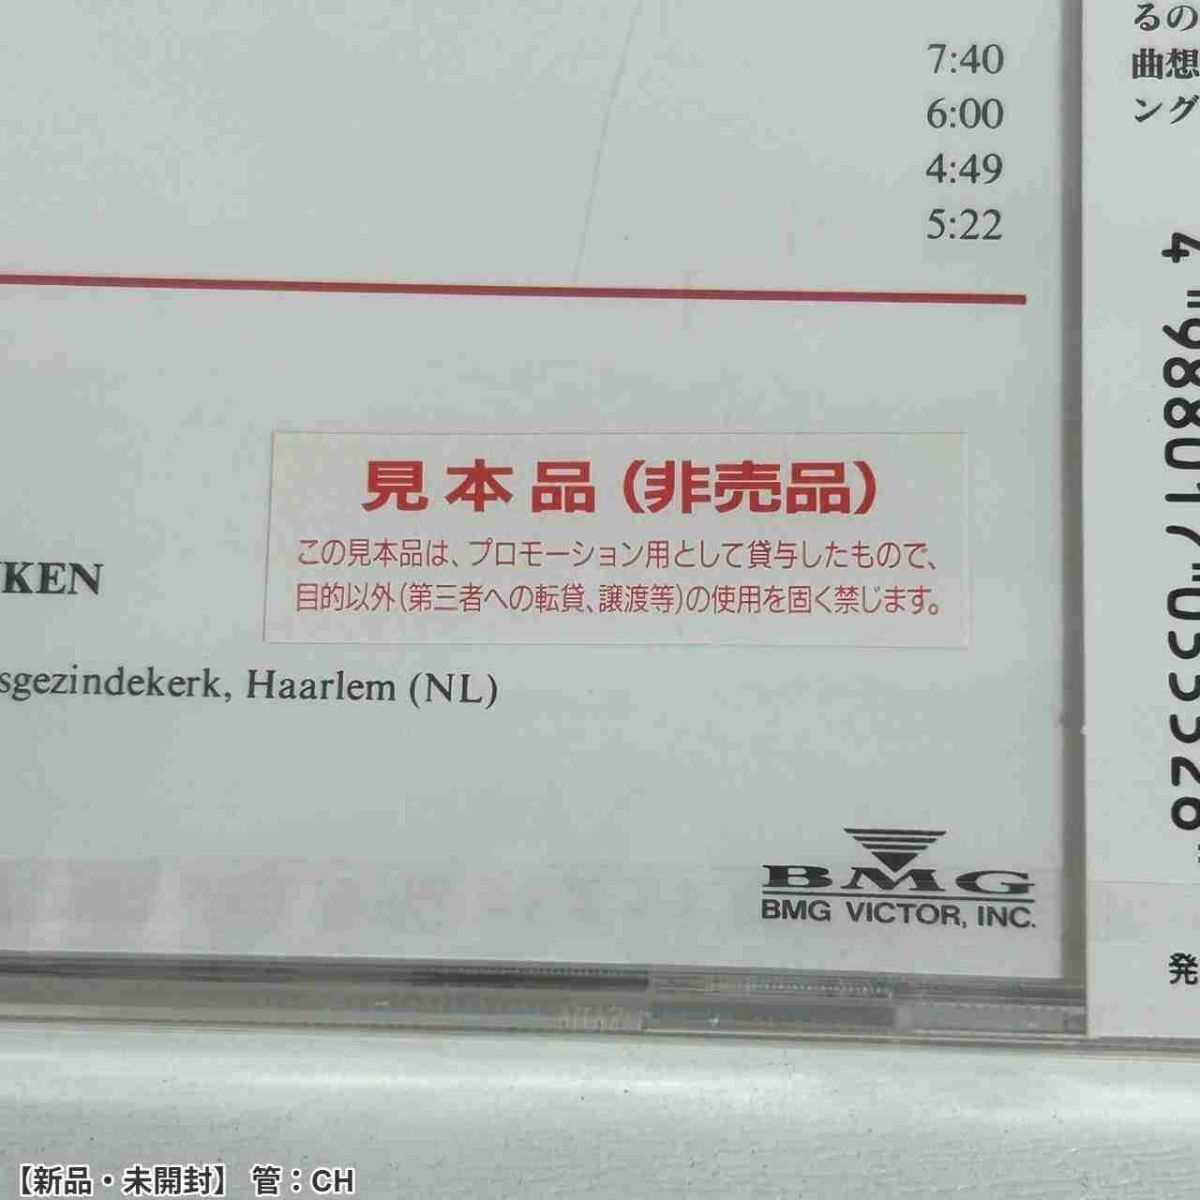 7:40
6:00
4:49
5:22
見本品(非売品)
この見本品は、プロモーション用として貸与したもので、
目的以外(第三者への転貸、譲渡等)の使用を固く禁じます。
KEN
sgezindekerk, Haarlem (NL)
BMG
BMG VICTOR, INC.
るの
曲想
ング
4 "988017"055528
発
【新品・未開封】 管:CH